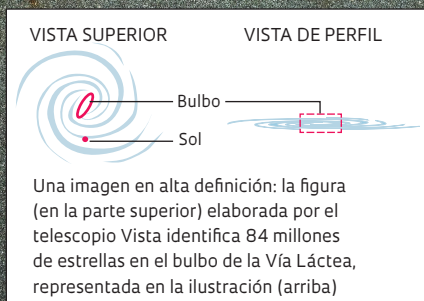 VISTA SUPERIOR
VISTA DE PERFIL
Bulbo
Sol
Una imagen en alta definición: la figura
(en la parte superior) elaborada por el
telescopio Vista identifica 84 millones
de estrellas en el bulbo de la Vía Láctea,
representada en la ilustración (arriba)